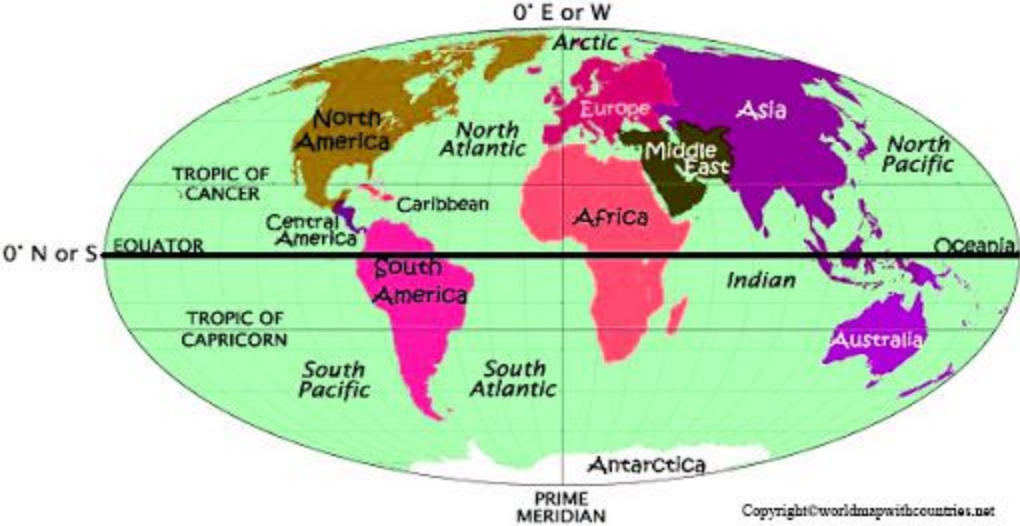 0° E or W
Arctic
North
America
Europe
Asia
North
Atlantic
Middle
East
North
Pacific
TROPIC OF
CANCER
Caribbean
Central
America
Africa
0° N or S
EQUATOR
Oceania
South
America
Indian
TROPIC OF
CAPRICORN
Australia
South
Pacific
South
Atlantic
Antarctica
PRIME
MERIDIAN
Copyright©worldmapwithcountries.net